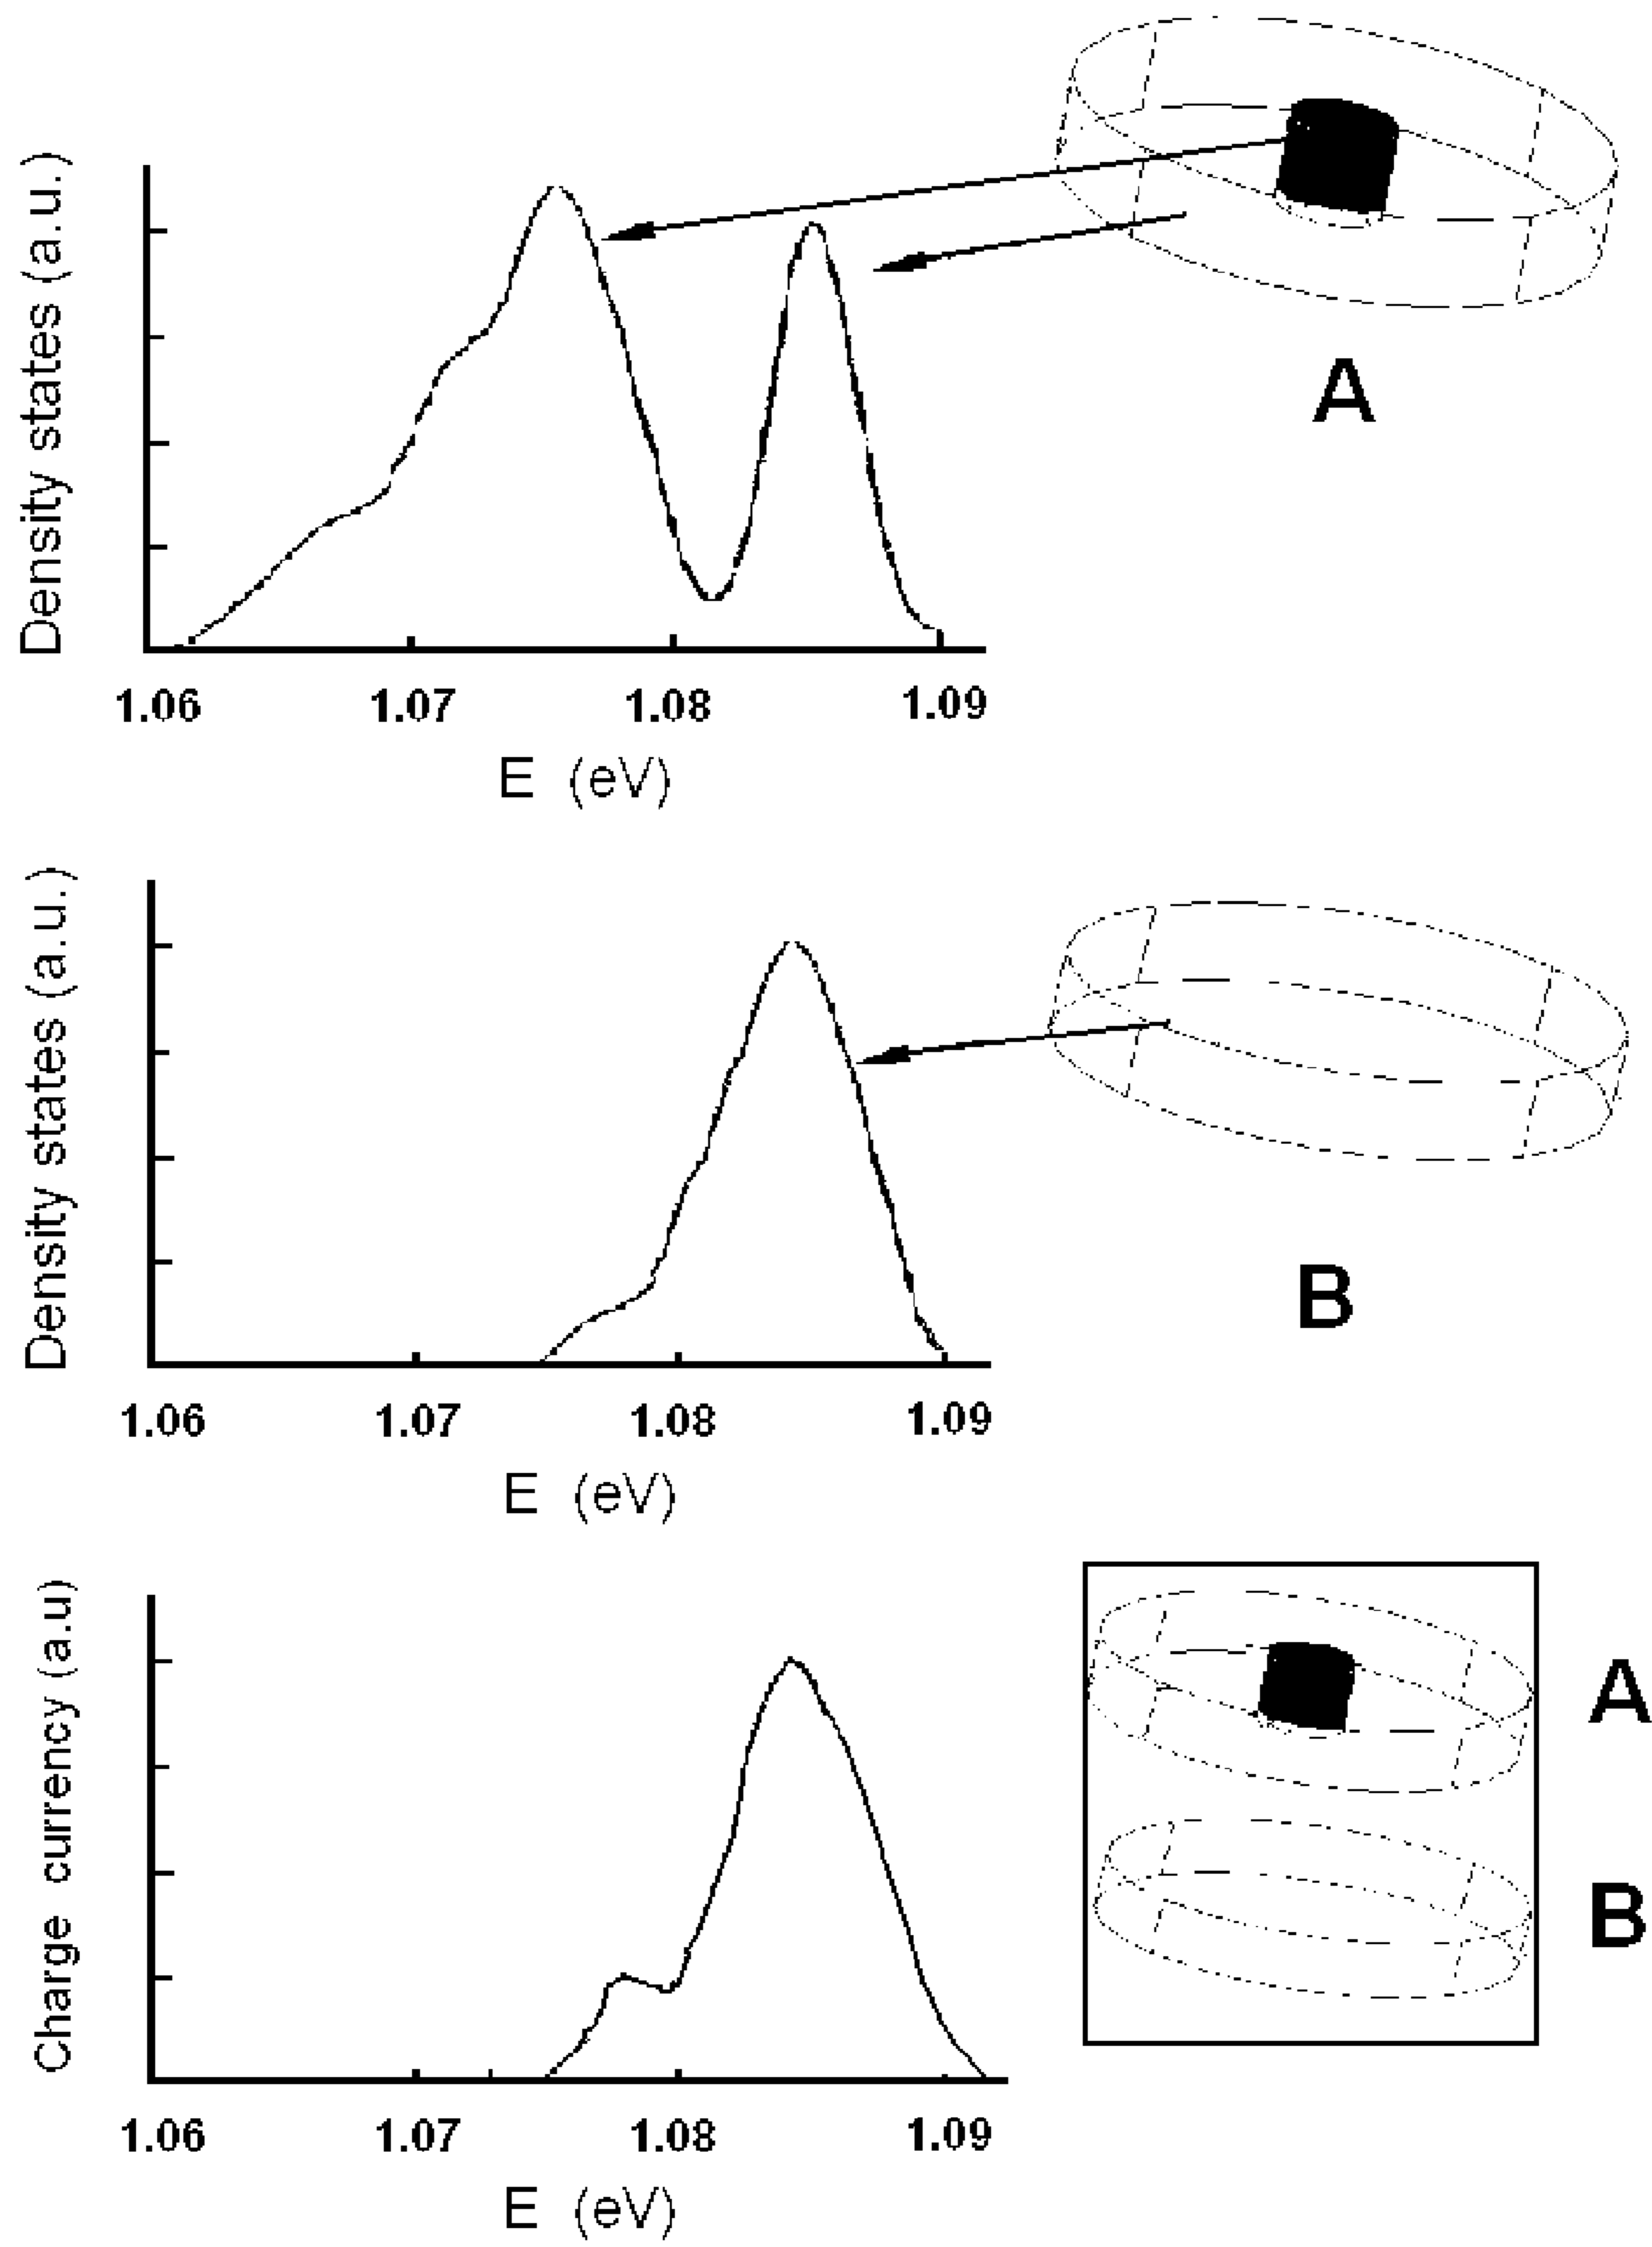 Density states (a.u.)
A
1.06 1.07 1.08 1.09
E (eV)
Density states (a.u.)
B
1.06 1.07 1.08 1.09
E (eV)
Charge currency (a.u)
A
B
1.06 1.07 1.08 1.09
E (eV)